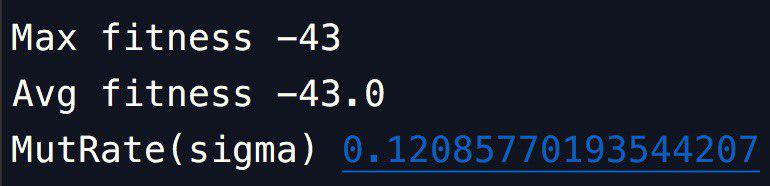 Max fitness -43
Avg fitness -43.0
MutRate(sigma) 0.12085770193544207